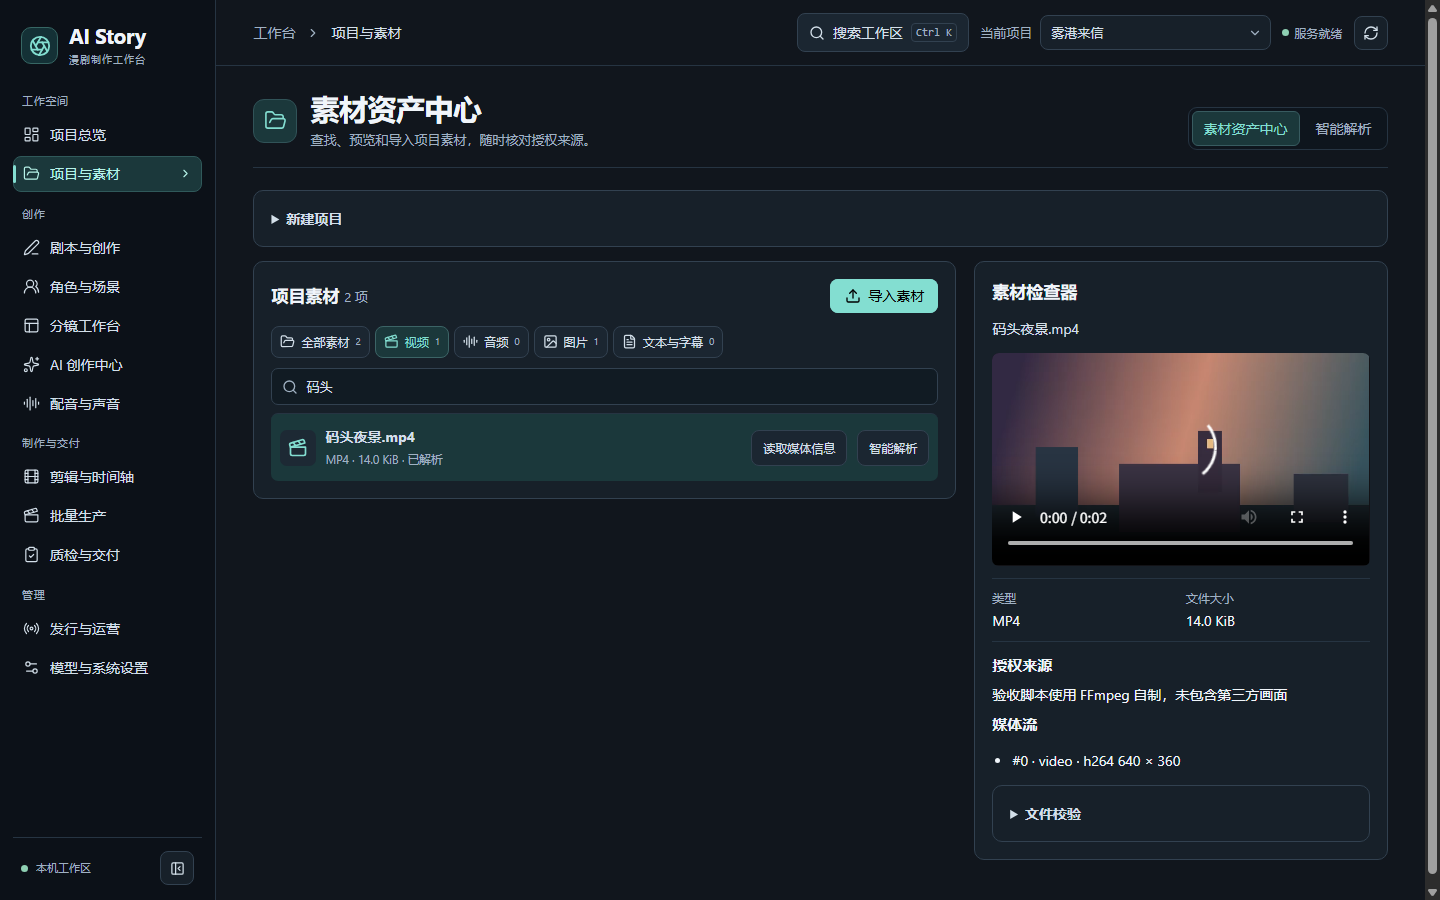 AI Story
漫剧制作工作台
工作空间
项目总览
项目与素材
创作
剧本与创作
角色与场景
分镜工作台
AI 创作中心
配音与声音
制作与交付
剪辑与时间轴
批量生产
质检与交付
管理
发行与运营
模型与系统设置
本机工作区
工作台 > 项目与素材
搜索工作区 Ctrl K
当前项目 雾港来信
服务就绪
素材资产中心
查找、预览和导入项目素材，随时核对授权来源。
素材资产中心 智能解析
新建项目
项目素材 2 项
导入素材
全部素材 2 视频 1 音频 0 图片 1 文本与字幕 0
码头
码头夜景.mp4
MP4 · 14.0 KiB · 已解析
读取媒体信息 智能解析
素材检查器
码头夜景.mp4
0:00 / 0:02
类型 文件大小
MP4 14.0 KiB
授权来源
验收脚本使用 FFmpeg 自制，未包含第三方画面
媒体流
#0 · video · h264 640 × 360
文件校验